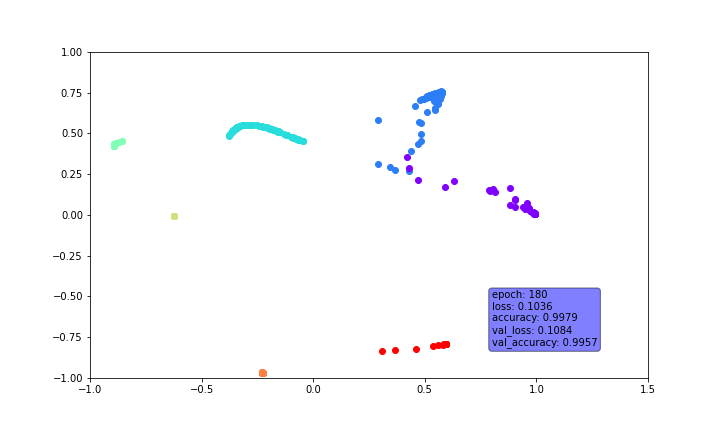 1.00
0.75
0.50
0.25
0.00
−0.25
−0.50
−0.75
−1.00
epoch: 180
loss: 0.1036
accuracy: 0.9979
val_loss: 0.1084
val_accuracy: 0.9957
−1.0 −0.5 0.0 0.5 1.0 1.5